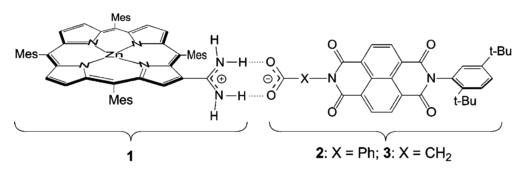 Mes
H
t-Bu
O O
Mes N N Zn Mes N H O
N N ⊕ ⊖ X N N
N H O
Mes
O O t-Bu
H
1
2: X = Ph; 3: X = CH2